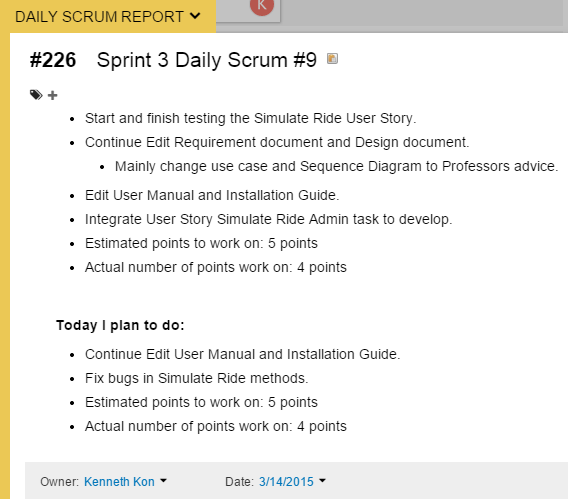 DAILY SCRUM REPORT
K
#226 Sprint 3 Daily Scrum #9
• Start and finish testing the Simulate Ride User Story.
• Continue Edit Requirement document and Design document.
• Mainly change use case and Sequence Diagram to Professors advice.
• Edit User Manual and Installation Guide.
• Integrate User Story Simulate Ride Admin task to develop.
• Estimated points to work on: 5 points
• Actual number of points work on: 4 points
Today I plan to do:
• Continue Edit User Manual and Installation Guide.
• Fix bugs in Simulate Ride methods.
• Estimated points to work on: 5 points
• Actual number of points work on: 4 points
Owner: Kenneth Kon Date: 3/14/2015